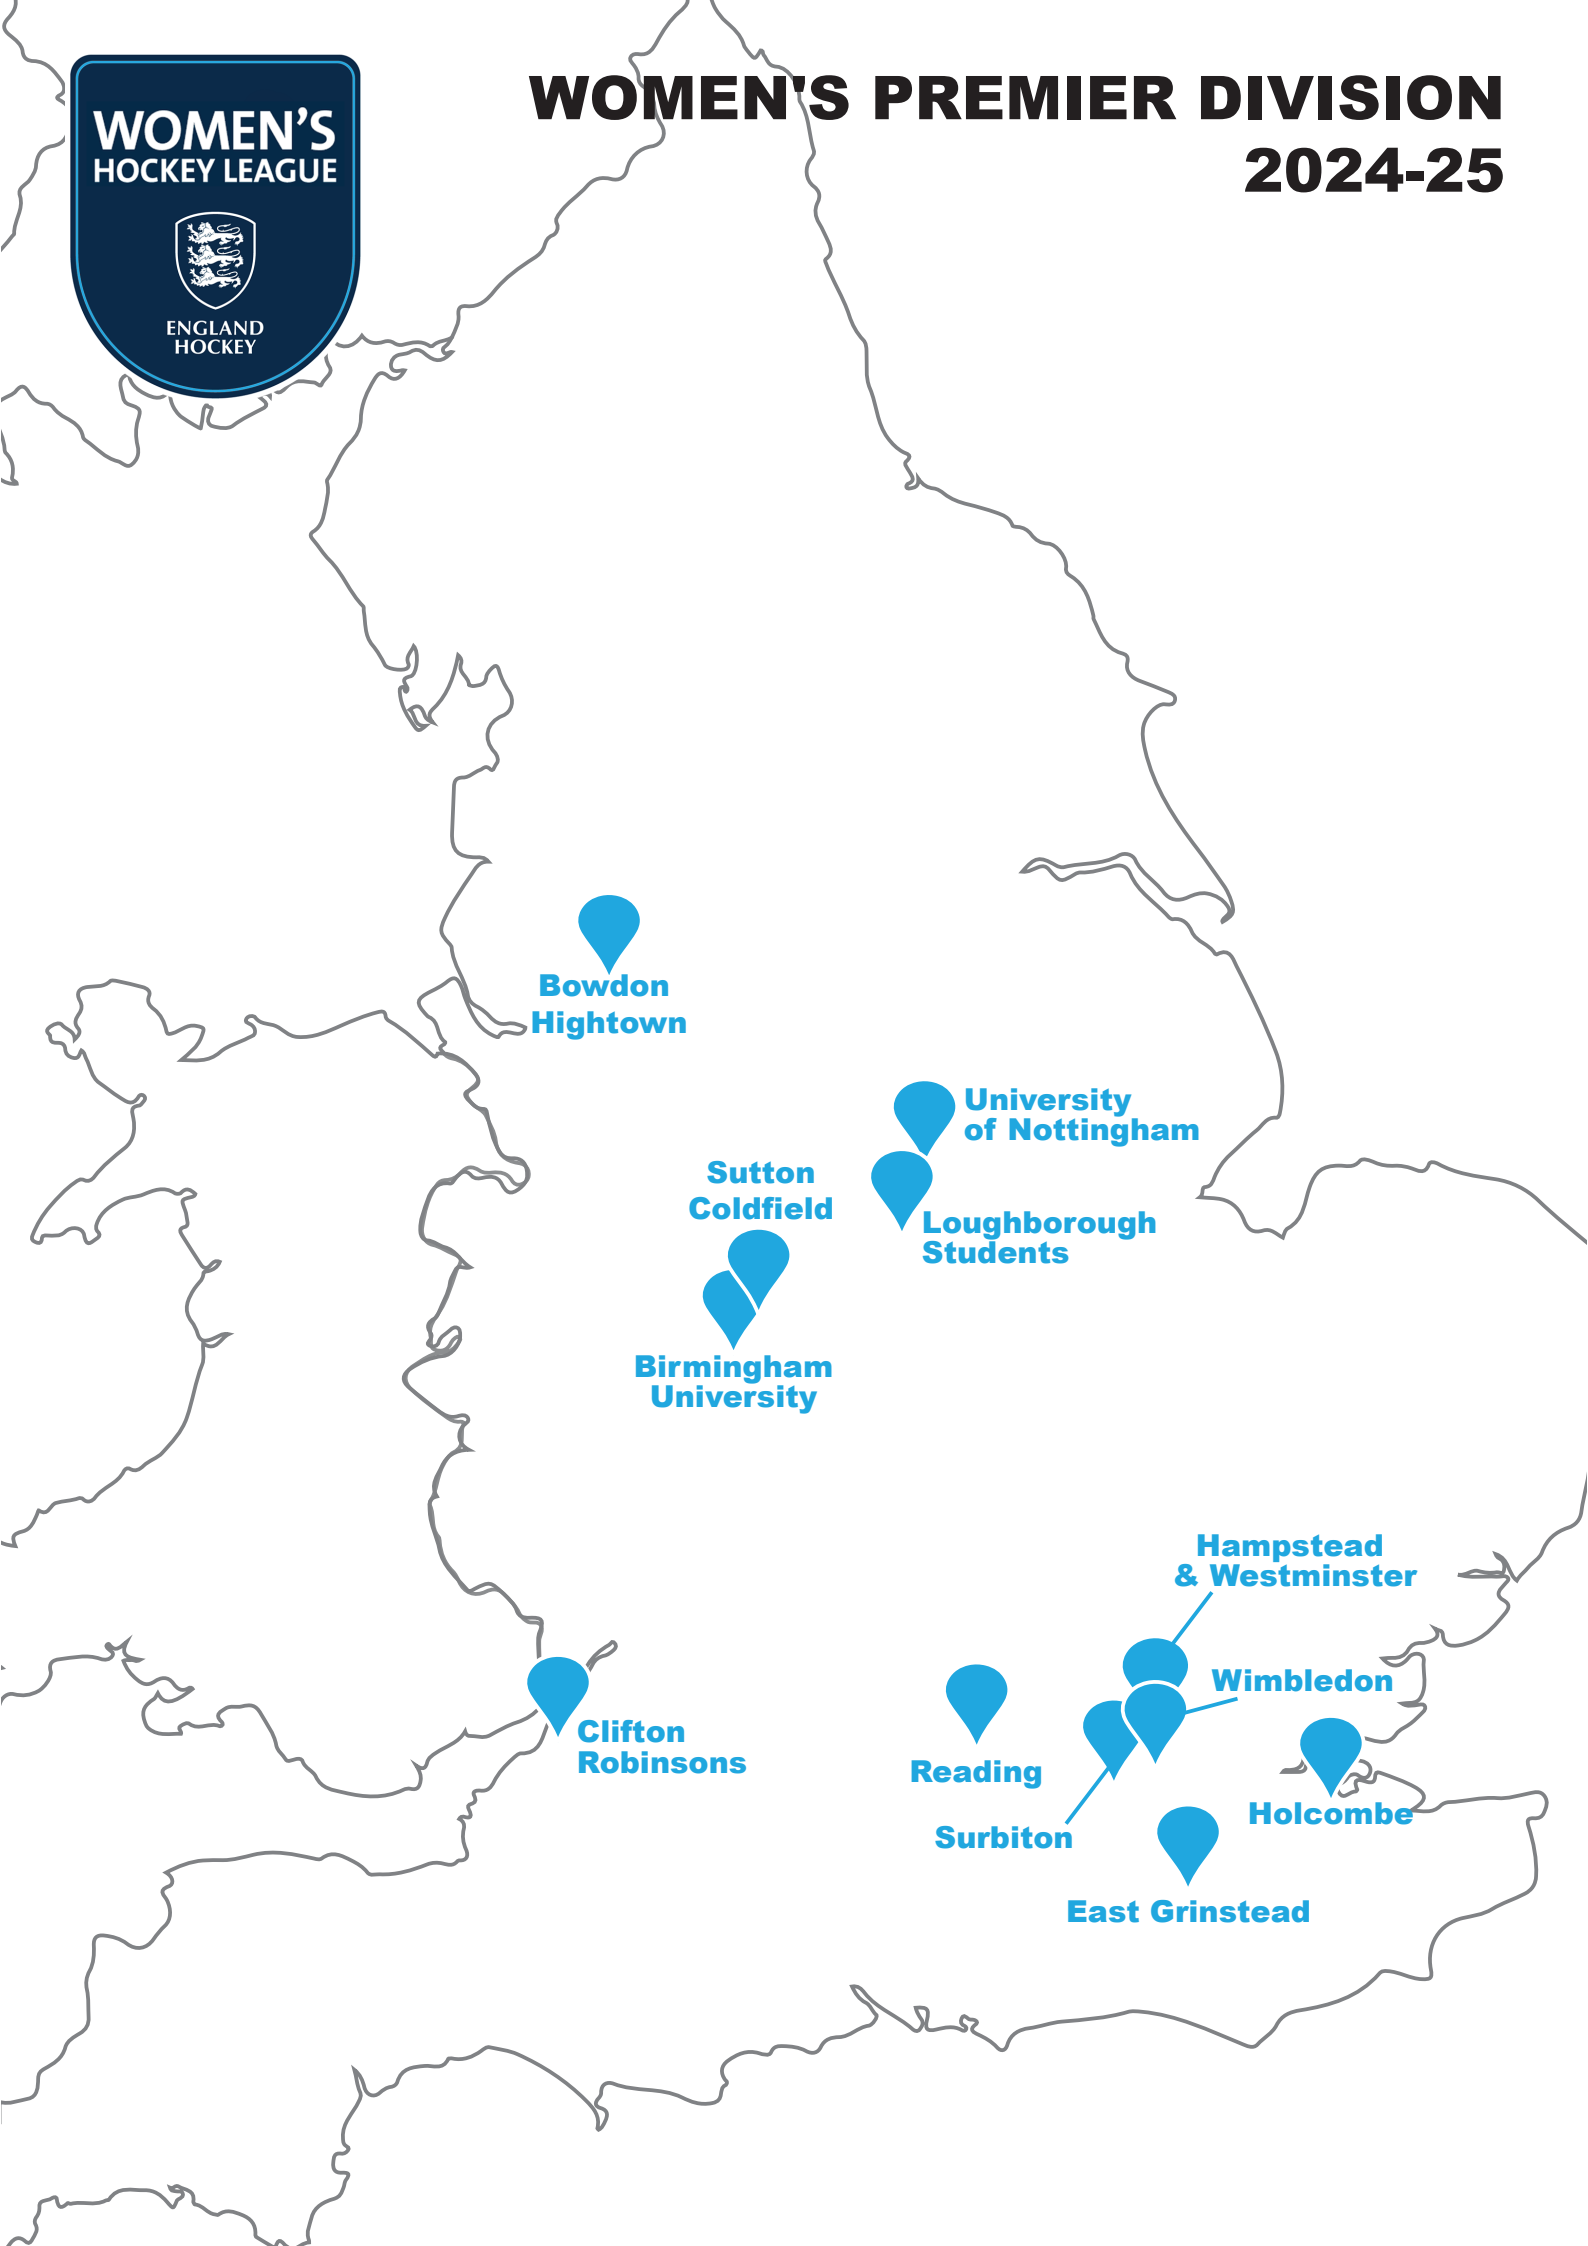 WOMEN'S PREMIER DIVISION
2024-25
WOMEN’S
HOCKEY LEAGUE
ENGLAND
HOCKEY
Bowdon
Hightown
University
of Nottingham
Sutton
Coldfield
Loughborough
Students
Birmingham
University
Hampstead
& Westminster
Wimbledon
Clifton
Robinsons
Reading
Holcombe
Surbiton
East Grinstead